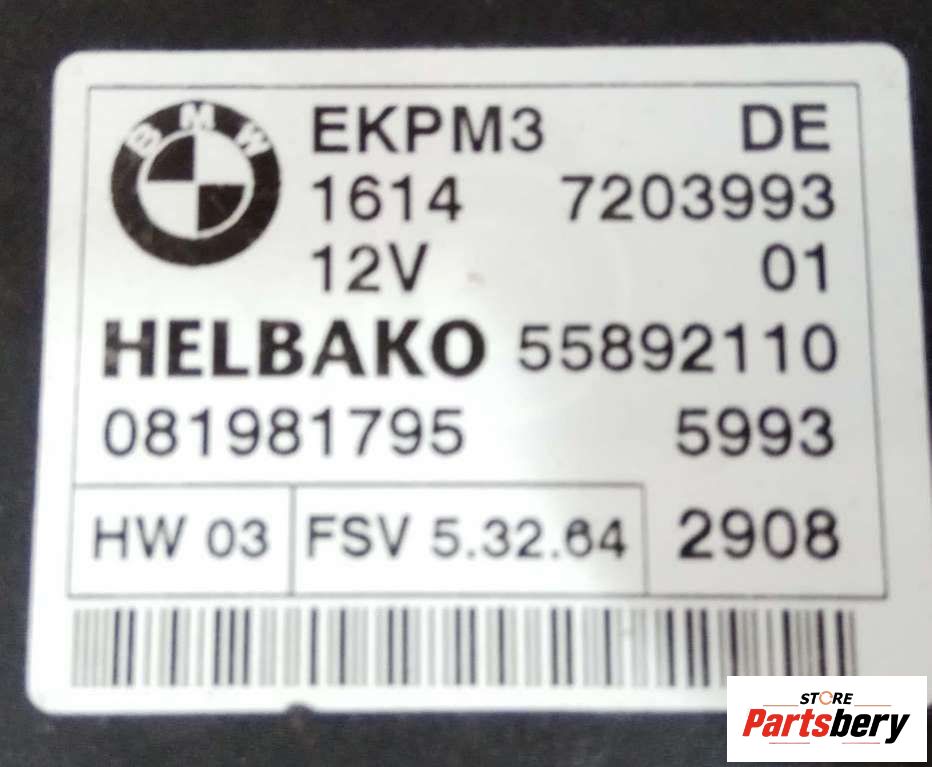 BMW
EKPM3 DE
1614 7203993
12V 01
HELBAKO 55892110
081981795 5993
HW 03 FSV 5.32.64 2908
STORE
Partsbery